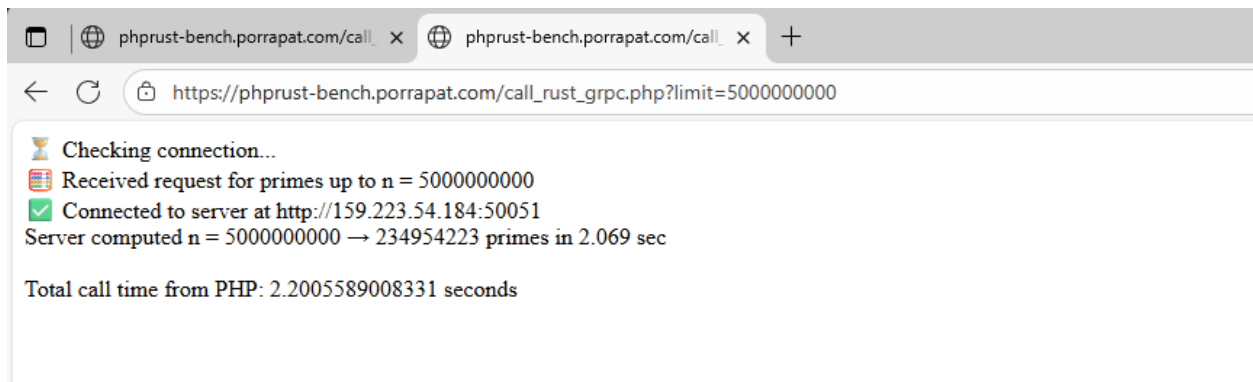 phprust-bench.porrapat.com/call_
phprust-bench.porrapat.com/call_
https://phprust-bench.porrapat.com/call_rust_grpc.php?limit=5000000000
⏳ Checking connection...
🧮 Received request for primes up to n = 5000000000
✅ Connected to server at http://159.223.54.184:50051
Server computed n = 5000000000 → 234954223 primes in 2.069 sec
Total call time from PHP: 2.2005589008331 seconds